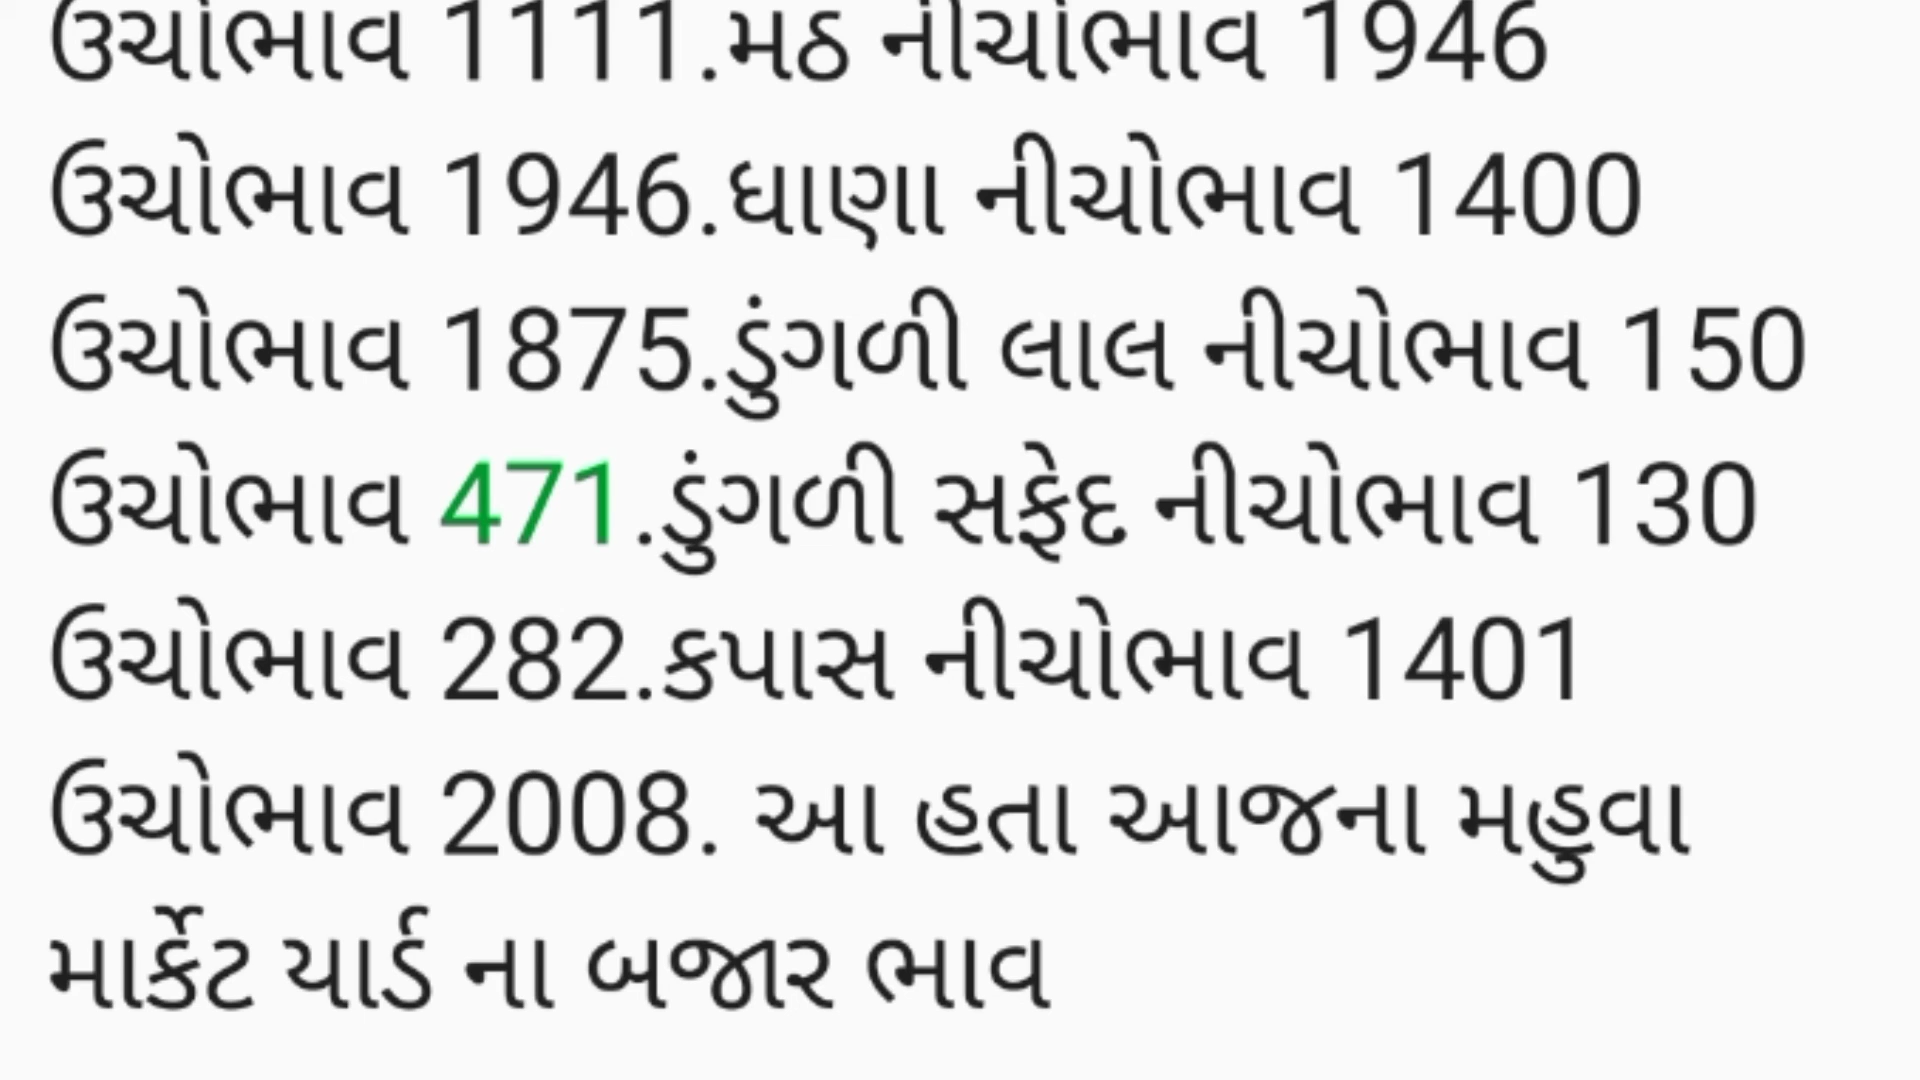 ઉચોભાવ 1111.મઠ નીચોભાવ 1946
ઉચોભાવ 1946.ધાણા નીચોભાવ 1400
ઉચોભાવ 1875.ડુંગળી લાલ નીચોભાવ 150
ઉચોભાવ 471.ડુંગળી સફેદ નીચોભાવ 130
ઉચોભાવ 282.કપાસ નીચોભાવ 1401
ઉચોભાવ 2008. આ હતા આજના મહુવા
માર્કેટ યાર્ડ ના બજાર ભાવ